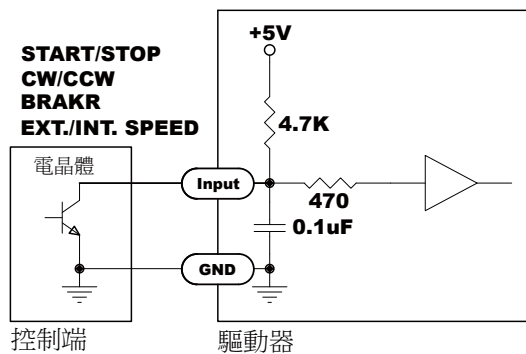 +5V
START/STOP
CW/CCW
BRAKR
EXT./INT. SPEED
4.7K
電晶體
Input
470
0.1uF
GND
控制端
驅動器